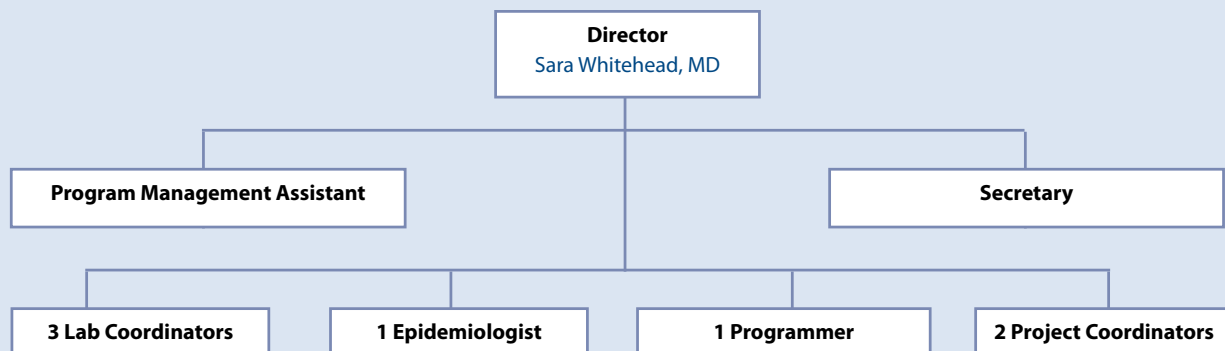 Director
Sara Whitehead, MD
Program Management Assistant
Secretary
3 Lab Coordinators
1 Epidemiologist
1 Programmer
2 Project Coordinators